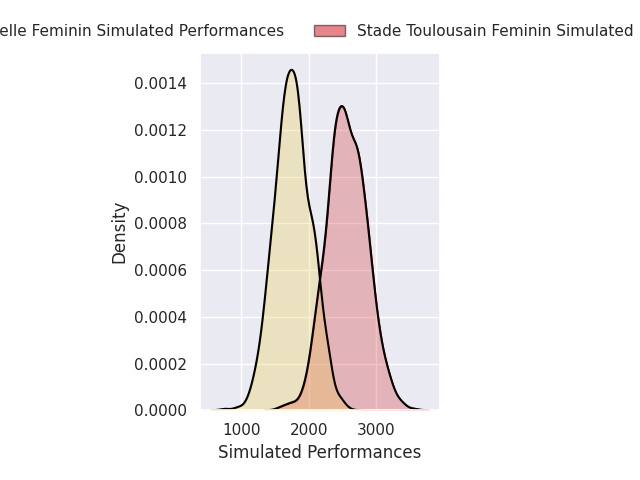 elle Feminin Simulated Performances Stade Toulousain Feminin Simulated
0.0014
0.0012
0.0010
0.0008
0.0006
0.0004
0.0002
0.0000
Density
1000 2000 3000
Simulated Performances